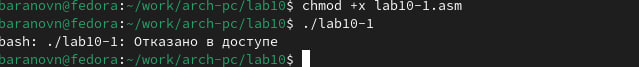 baranovn@fedora:~/work/arch-pc/lab10$ chmod +x lab10-1.asm
baranovn@fedora:~/work/arch-pc/lab10$ ./lab10-1
bash: ./lab10-1: Отказано в доступе
baranovn@fedora:~/work/arch-pc/lab10$